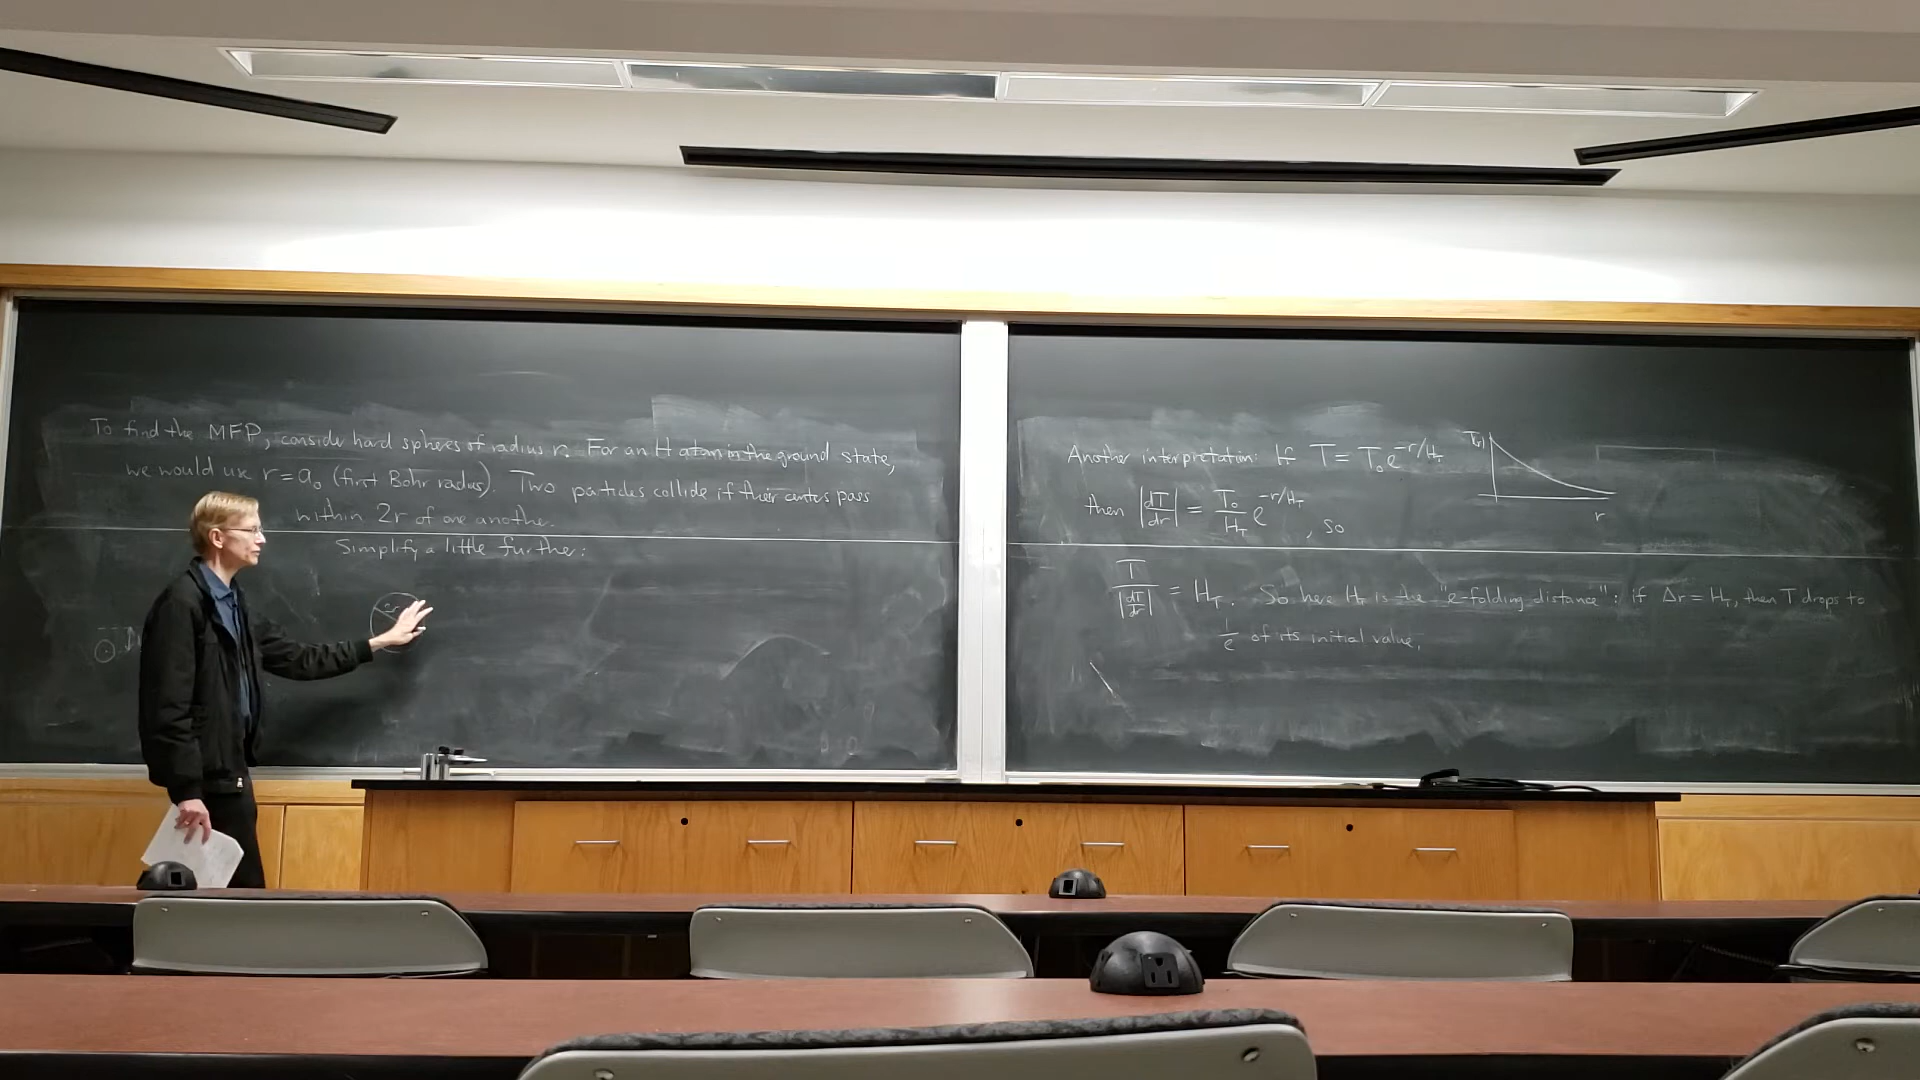 To find the MFP, consider hard spheres of radius r. For an H atom in the ground state,
we would use r = a₀ (first Bohr radius). Two particles collide if their centers pass
within 2r of one another.
Simplify a little further:
2r
Another interpretation: If T = T₀e^(-r/H_T)
then |dT/dr| = T₀/H_T e^(-r/H_T), so
T/|dT/dr| = H_T. So here H_T is the "e-folding distance": if Δr = H_T, then T drops to
1/e of its initial value.
T(r)
r